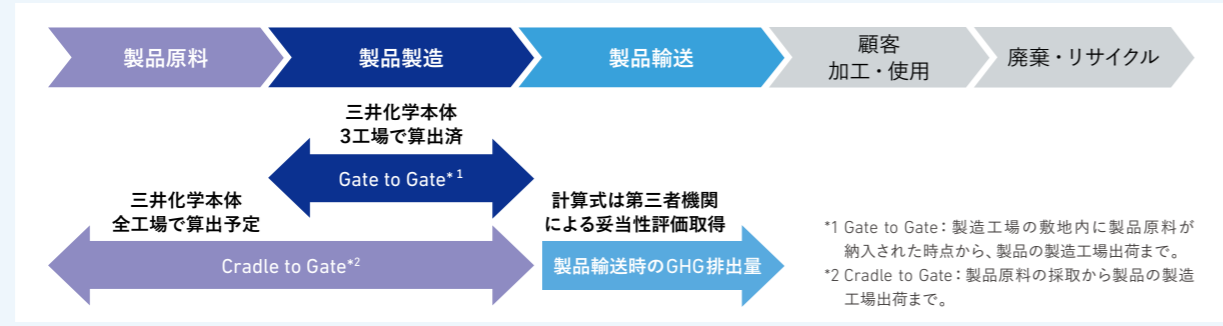 製品原料
製品製造
製品輸送
顧客
加工・使用
廃棄・リサイクル
三井化学本体
3工場で算出済
Gate to Gate*1
三井化学本体
全工場で算出予定
Cradle to Gate*2
計算式は第三者機関
による妥当性評価取得
製品輸送時のGHG排出量
*1 Gate to Gate：製造工場の敷地内に製品原料が
納入された時点から、製品の製造工場出荷まで。
*2 Cradle to Gate：製品原料の採取から製品の製造
工場出荷まで。